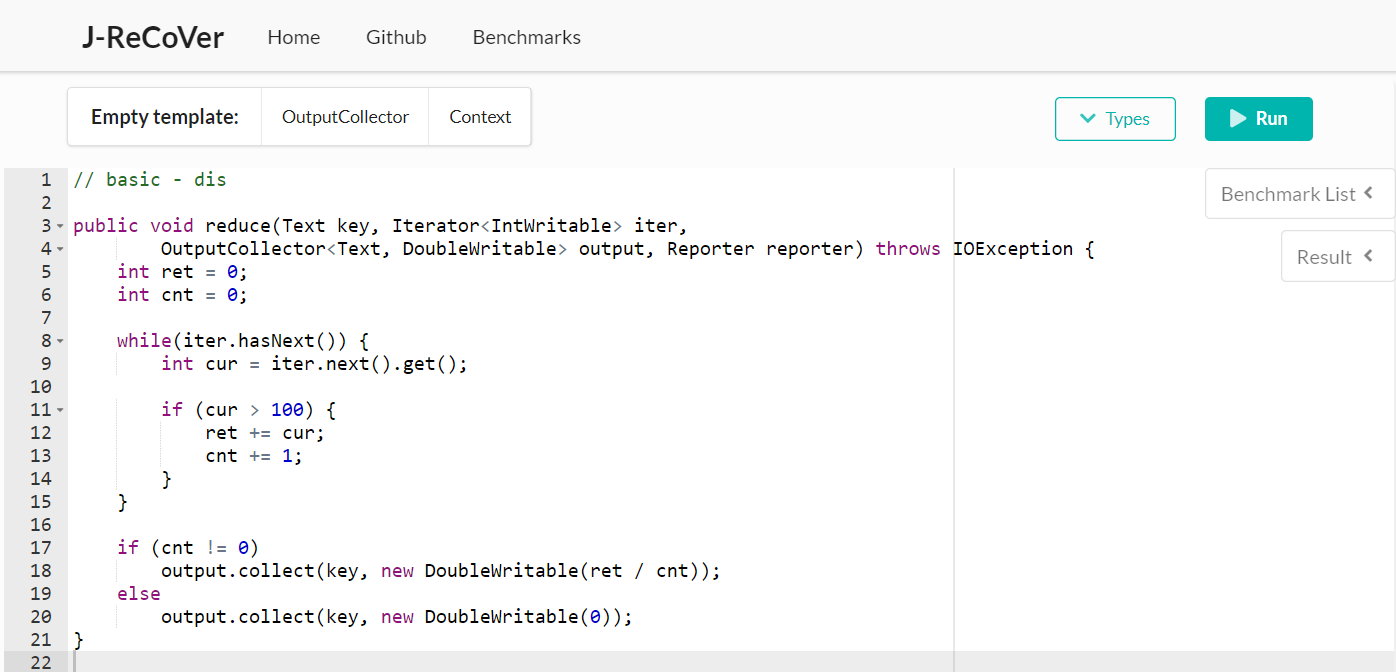 J-ReCoVer Home Github Benchmarks
Empty template: OutputCollector Context Types Run
Benchmark List
Result
1 // basic - dis
2
3 public void reduce(Text key, Iterator<IntWritable> iter,
4         OutputCollector<Text, DoubleWritable> output, Reporter reporter) throws IOException {
5     int ret = 0;
6     int cnt = 0;
7
8     while(iter.hasNext()) {
9         int cur = iter.next().get();
10
11         if (cur > 100) {
12             ret += cur;
13             cnt += 1;
14         }
15     }
16
17     if (cnt != 0)
18         output.collect(key, new DoubleWritable(ret / cnt));
19     else
20         output.collect(key, new DoubleWritable(0));
21 }
22